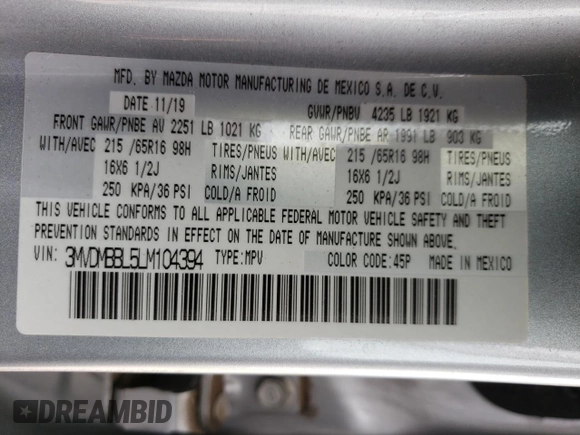 MFD. BY MAZDA MOTOR MANUFACTURING DE MEXICO S.A. DE C.V.
DATE 11/19 GVWR/PNBV 4235 LB 1921 KG
FRONT GAWR/PNBE AV 2251 LB 1021 KG REAR GAWR/PNBE AR 1991 LB 903 KG
WITH/AVEC 215 /65R16 98H TIRES/PNEUS WITH/AVEC 215 /65R16 98H TIRES/PNEUS
16X6 1/2J RIMS/JANTES 16X6 1/2J RIMS/JANTES
250 KPA/36 PSI COLD/A FROID 250 KPA/36 PSI COLD/A FROID
THIS VEHICLE CONFORMS TO ALL APPLICABLE FEDERAL MOTOR VEHICLE SAFETY AND THEFT
PREVENTION STANDARDS IN EFFECT ON THE DATE OF MANUFACTURE SHOWN ABOVE.
VIN: 3MVDMBBL5LM104394 TYPE:MPV COLOR CODE:45P MADE IN MEXICO
DREAMBID